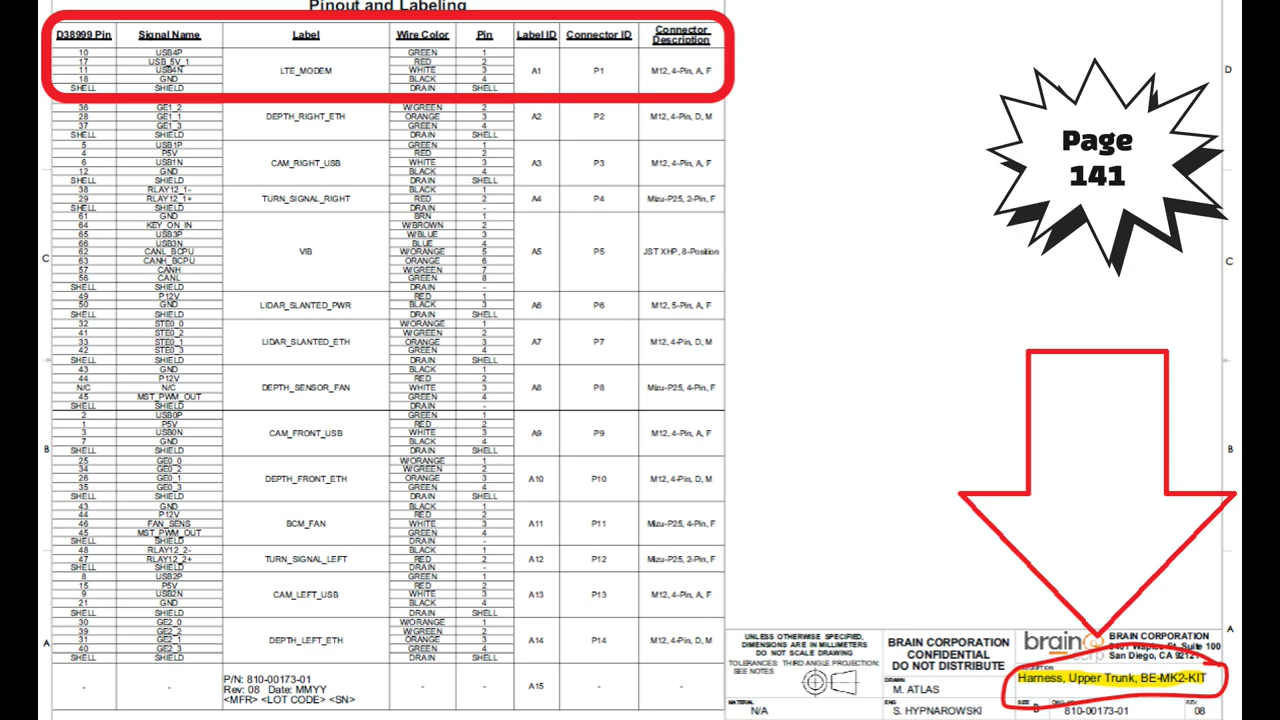 Pinout and Labeling
D38999 Pin Signal Name Label Wire Color Pin Label ID Connector ID Connector Description
10 USB4P GREEN 1
17 USB_5V_1 RED 2
11 USB4N LTE_MODEM WHITE 3 A1 P1 M12, 4-Pin, A, F
18 GND BLACK 4
SHELL SHIELD DRAIN SHELL
36 GE1_2 W/GREEN 2
28 GE1_1 DEPTH_RIGHT_ETH ORANGE 3 A2 P2 M12, 4-Pin, D, M
37 GE1_3 GREEN 4
SHELL SHIELD DRAIN SHELL
5 USB1P GREEN 1
4 P5V RED 2
6 USB1N CAM_RIGHT_USB WHITE 3 A3 P3 M12, 4-Pin, A, F
12 GND BLACK 4
SHELL SHIELD DRAIN SHELL
38 RLAY12_1- BLACK 1
29 RLAY12_1+ TURN_SIGNAL_RIGHT RED 2 A4 P4 Mizu-P25, 2-Pin, F
SHELL SHIELD DRAIN -
61 GND BRN 1
64 KEY_ON_IN W/BROWN 2
65 USB3P W/BLUE 3
66 USB3N BLUE 4
62 CANL_BCPU VIB W/ORANGE 5 A5 P5 JST XHP, 8-Position
63 CANH_BCPU ORANGE 6
57 CANH W/GREEN 7
56 CANL GREEN 8
SHELL SHIELD DRAIN -
49 P12V RED 1
50 GND LIDAR_SLANTED_PWR BLACK 3 A6 P6 M12, 5-Pin, A, F
SHELL SHIELD DRAIN SHELL
32 STE0_0 W/ORANGE 1
41 STE0_2 W/GREEN 2
33 STE0_1 LIDAR_SLANTED_ETH ORANGE 3 A7 P7 M12, 4-Pin, D, M
42 STE0_3 GREEN 4
SHELL SHIELD DRAIN SHELL
43 GND BLACK 1
44 P12V RED 2
N/C N/C DEPTH_SENSOR_FAN WHITE 3 A8 P8 Mizu-P25, 4-Pin, F
45 MST_PWM_OUT GREEN 4
SHELL SHIELD DRAIN -
2 USB0P GREEN 1
1 P5V RED 2
3 USB0N CAM_FRONT_USB WHITE 3 A9 P9 M12, 4-Pin, A, F
7 GND BLACK 4
SHELL SHIELD DRAIN SHELL
25 GE0_0 W/ORANGE 1
34 GE0_2 W/GREEN 2
26 GE0_1 DEPTH_FRONT_ETH ORANGE 3 A10 P10 M12, 4-Pin, D, M
35 GE0_3 GREEN 4
SHELL SHIELD DRAIN SHELL
43 GND BLACK 1
44 P12V RED 2
46 FAN_SENS BCM_FAN WHITE 3 A11 P11 Mizu-P25, 4-Pin, F
45 MST_PWM_OUT GREEN 4
SHELL SHIELD DRAIN -
48 RLAY12_2- BLACK 1
47 RLAY12_2+ TURN_SIGNAL_LEFT RED 2 A12 P12 Mizu-P25, 2-Pin, F
SHELL SHIELD DRAIN -
8 USB2P GREEN 1
15 P5V RED 2
9 USB2N CAM_LEFT_USB WHITE 3 A13 P13 M12, 4-Pin, A, F
21 GND BLACK 4
SHELL SHIELD DRAIN SHELL
30 GE2_0 W/ORANGE 1
39 GE2_2 W/GREEN 2
31 GE2_1 DEPTH_LEFT_ETH ORANGE 3 A14 P14 M12, 4-Pin, D, M
40 GE2_3 GREEN 4
SHELL SHIELD DRAIN SHELL
- - P/N: 810-00173-01 - - A15 - -
Rev: 08 Date: MMYY
<MFR> <LOT CODE> <SN>
D
C
B
A
C
B
A
Page
141
UNLESS OTHERWISE SPECIFIED,
DIMENSIONS ARE IN MILLIMETERS
DO NOT SCALE DRAWING
TOLERANCES: THIRD ANGLE PROJECTION:
SEE NOTES
MATERIAL
N/A
BRAIN CORPORATION
CONFIDENTIAL
DO NOT DISTRIBUTE
DRAWN
M. ATLAS
ENG
S. HYPNAROWSKI
brain
corp
BRAIN CORPORATION
Suite 100
San Diego, CA 92121
Harness, Upper Trunk, BE-MK2-KIT
SIZE
810-00173-01
REV
08